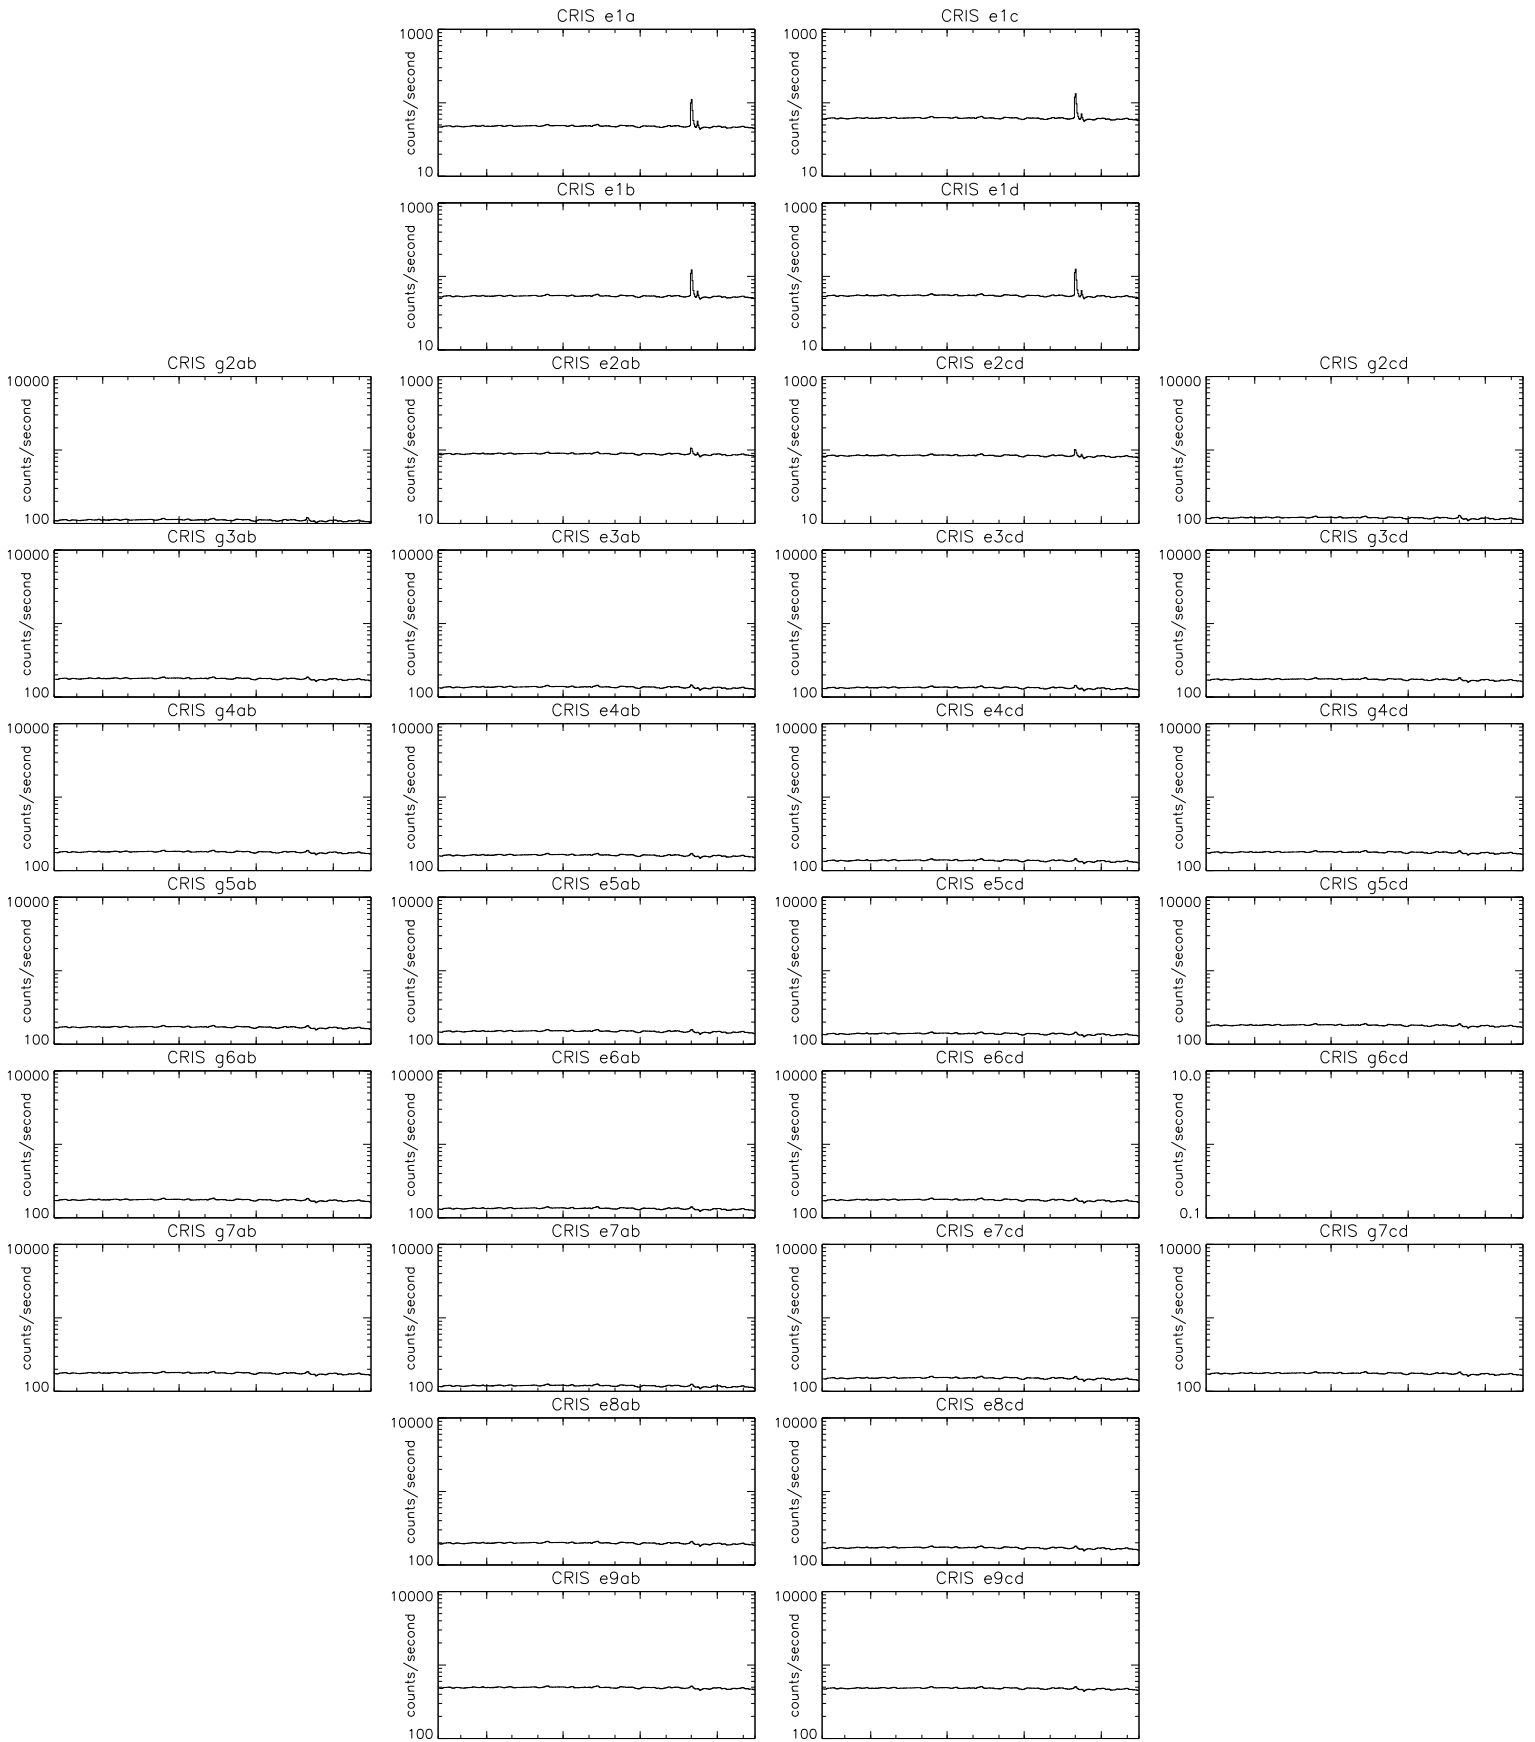 CRIS e1a
CRIS e1c
1000
counts/second
10
1000
counts/second
10
CRIS e1b
CRIS e1d
1000
counts/second
10
1000
counts/second
10
CRIS g2ab
CRIS e2ab
CRIS e2cd
CRIS g2cd
10000
counts/second
100
1000
counts/second
10
1000
counts/second
10
10000
counts/second
100
CRIS g3ab
CRIS e3ab
CRIS e3cd
CRIS g3cd
10000
counts/second
100
10000
counts/second
100
10000
counts/second
100
10000
counts/second
100
CRIS g4ab
CRIS e4ab
CRIS e4cd
CRIS g4cd
10000
counts/second
100
10000
counts/second
100
10000
counts/second
100
10000
counts/second
100
CRIS g5ab
CRIS e5ab
CRIS e5cd
CRIS g5cd
10000
counts/second
100
10000
counts/second
100
10000
counts/second
100
10000
counts/second
100
CRIS g6ab
CRIS e6ab
CRIS e6cd
CRIS g6cd
10000
counts/second
100
10000
counts/second
100
10000
counts/second
100
10.0
counts/second
0.1
CRIS g7ab
CRIS e7ab
CRIS e7cd
CRIS g7cd
10000
counts/second
100
10000
counts/second
100
10000
counts/second
100
10000
counts/second
100
CRIS e8ab
CRIS e8cd
10000
counts/second
100
10000
counts/second
100
CRIS e9ab
CRIS e9cd
10000
counts/second
100
10000
counts/second
100